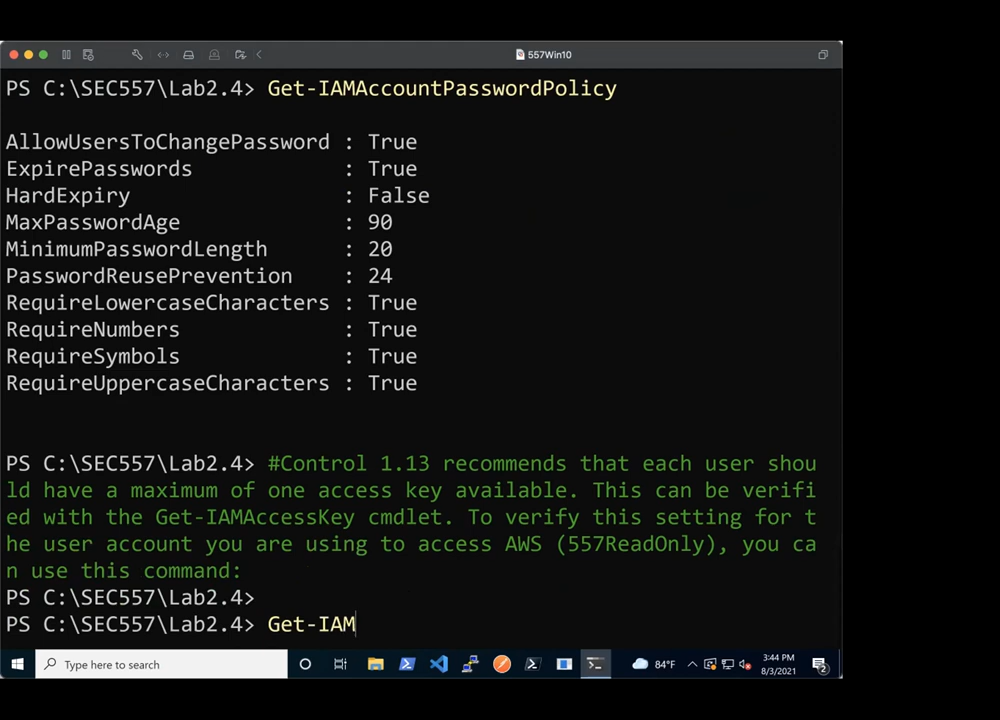 557Win10
PS C:\SEC557\Lab2.4> Get-IAMAccountPasswordPolicy
AllowUsersToChangePassword : True
ExpirePasswords : True
HardExpiry : False
MaxPasswordAge : 90
MinimumPasswordLength : 20
PasswordReusePrevention : 24
RequireLowercaseCharacters : True
RequireNumbers : True
RequireSymbols : True
RequireUppercaseCharacters : True
PS C:\SEC557\Lab2.4> #Control 1.13 recommends that each user shou
ld have a maximum of one access key available. This can be verifi
ed with the Get-IAMAccessKey cmdlet. To verify this setting for t
he user account you are using to access AWS (557ReadOnly), you ca
n use this command:
PS C:\SEC557\Lab2.4>
PS C:\SEC557\Lab2.4> Get-IAM
Type here to search
84°F
3:44 PM
8/3/2021
2